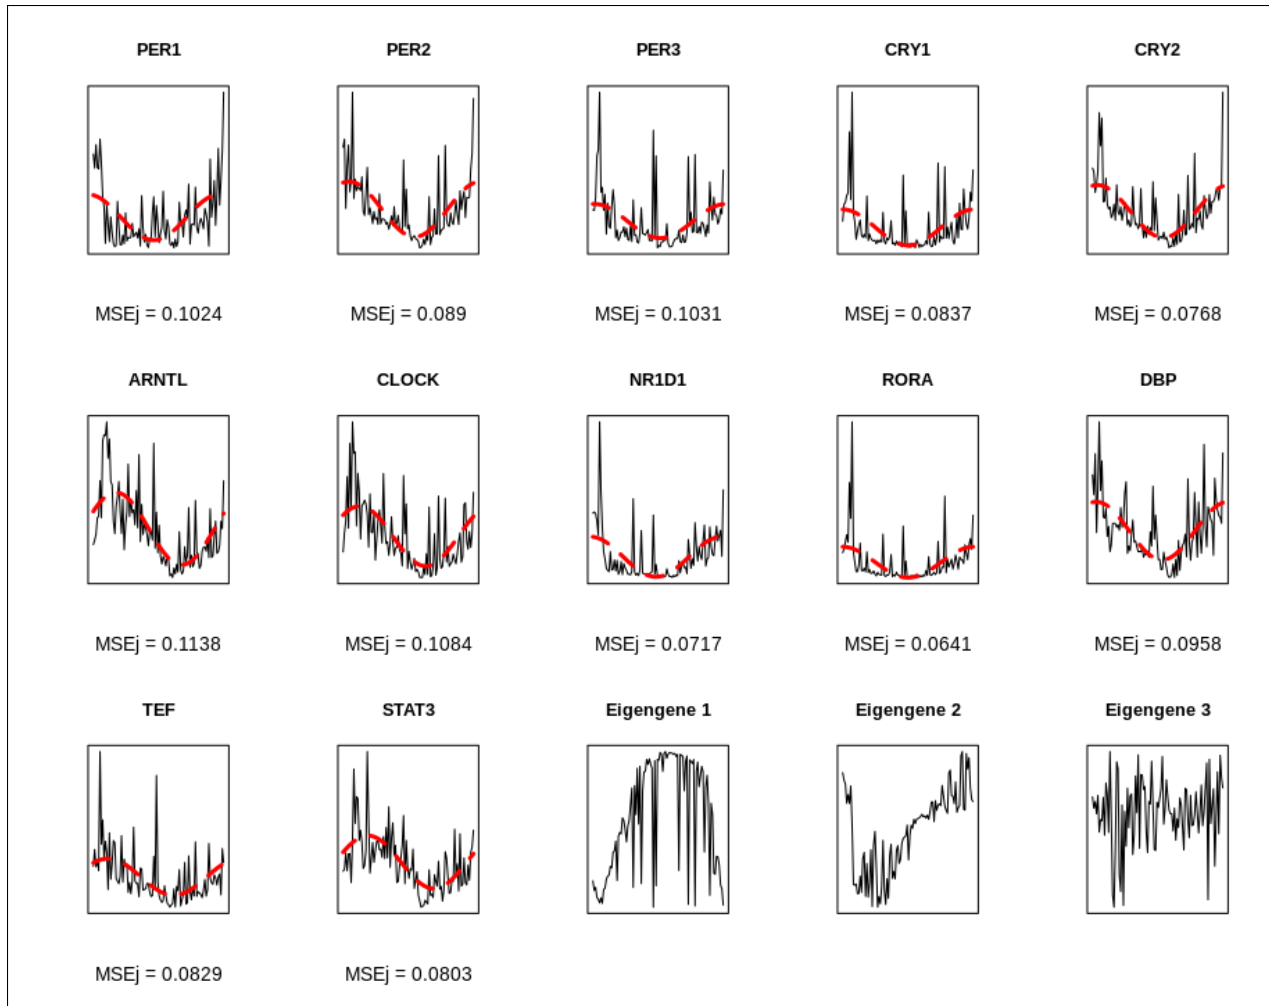 PER1 PER2 PER3 CRY1 CRY2
MSEj = 0.1024 MSEj = 0.089 MSEj = 0.1031 MSEj = 0.0837 MSEj = 0.0768
ARNTL CLOCK NR1D1 RORA DBP
MSEj = 0.1138 MSEj = 0.1084 MSEj = 0.0717 MSEj = 0.0641 MSEj = 0.0958
TEF STAT3 Eigengene 1 Eigengene 2 Eigengene 3
MSEj = 0.0829 MSEj = 0.0803